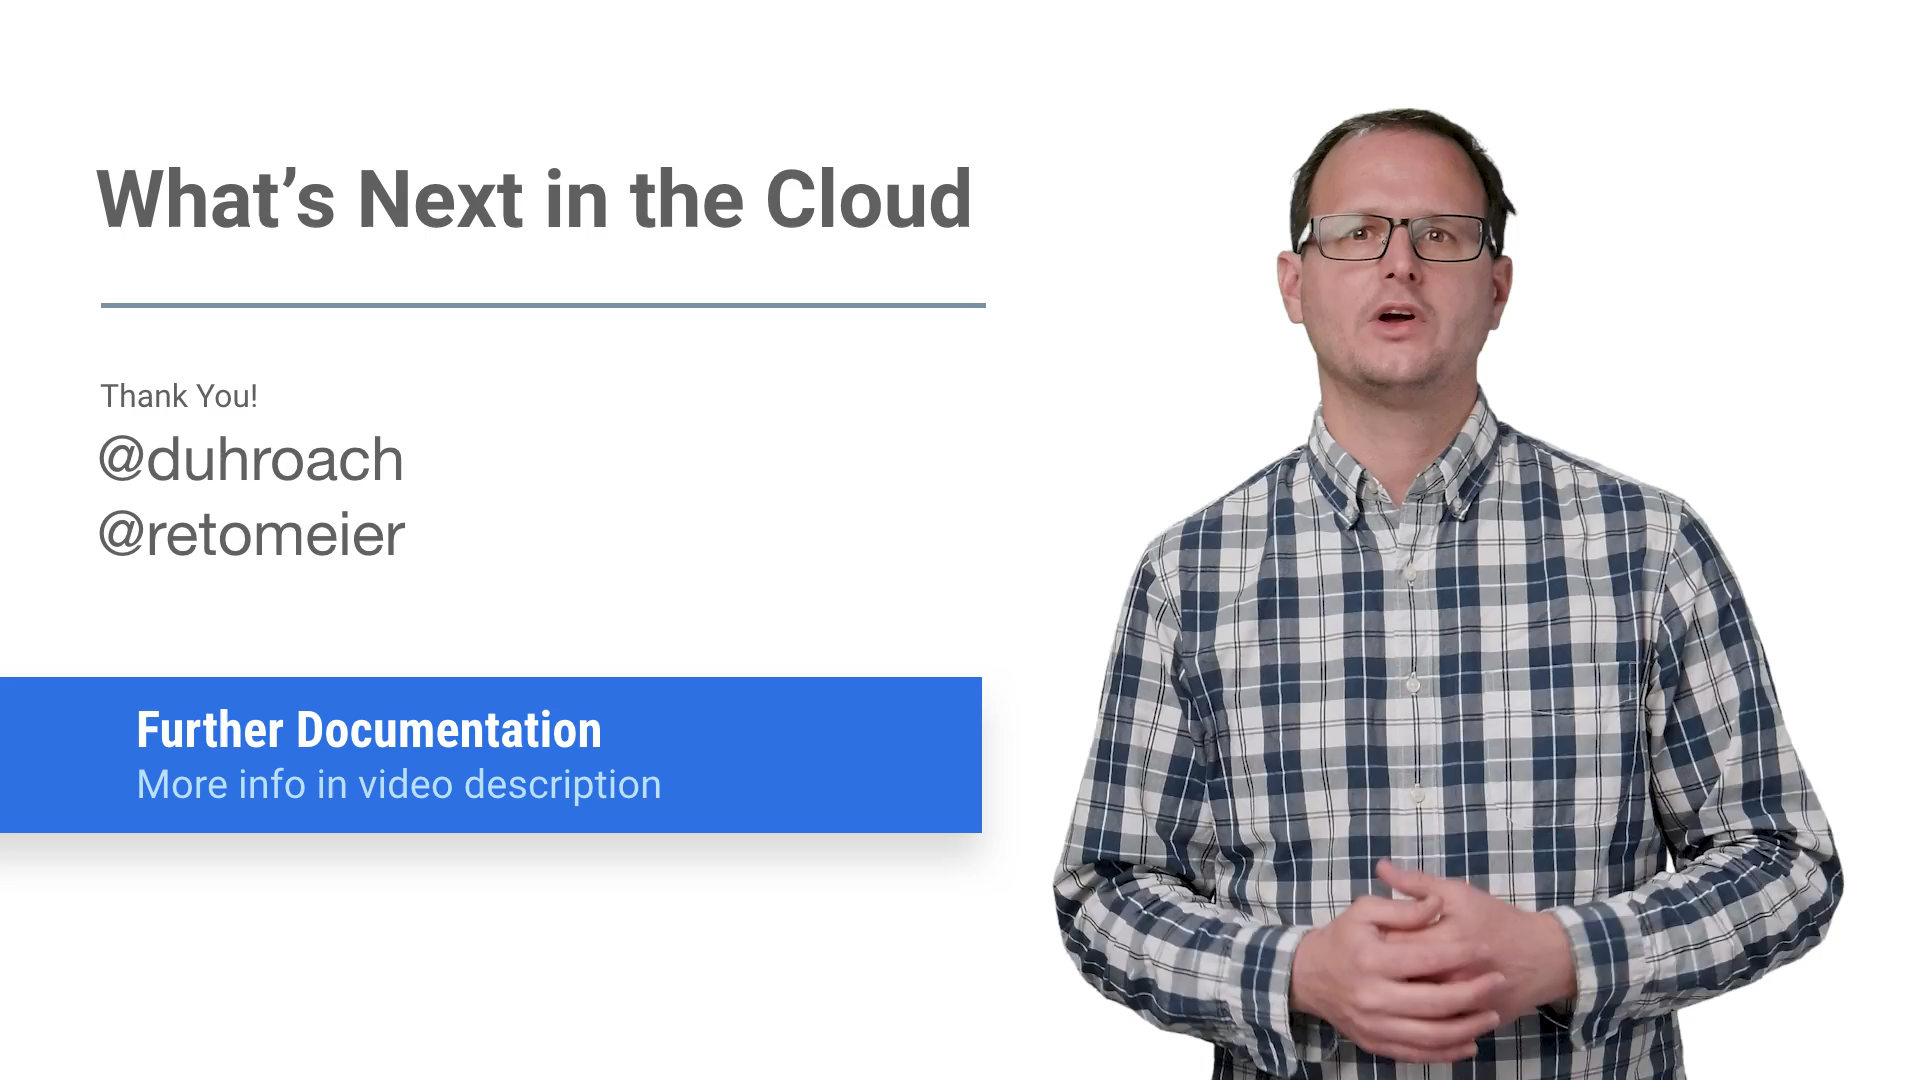 What’s Next in the Cloud
Thank You!
@duhroach
@retomeier
Further Documentation
More info in video description